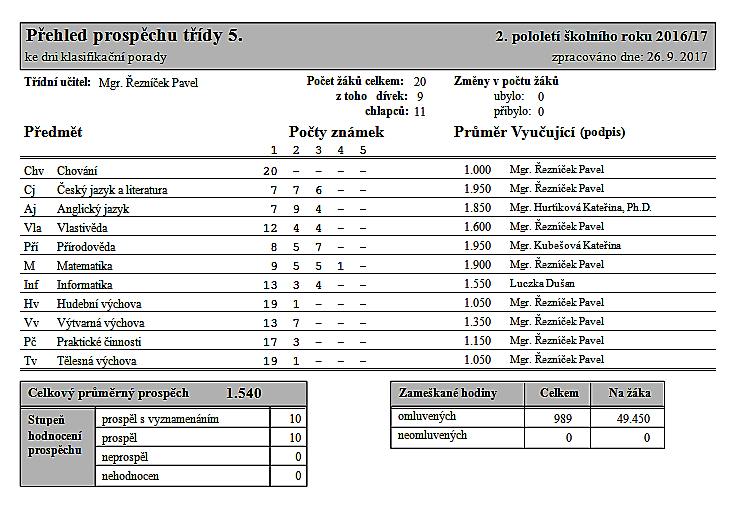 Přehled prospěchu třídy 5. 2. pololetí školního roku 2016/17
ke dni klasifikační porady zpracováno dne: 26. 9. 2017
Třídní učitel: Mgr. Řezníček Pavel Počet žáků celkem: 20 Změny v počtu žáků
z toho dívek: 9 ubylo: 0
chlapců: 11 přibylo: 0
Předmět Počty známek Průměr Vyučující (podpis)
1 2 3 4 5
Chv Chování 20 – – – – 1.000 Mgr. Řezníček Pavel
Cj Český jazyk a literatura 7 7 6 – – 1.950 Mgr. Řezníček Pavel
Aj Anglický jazyk 7 9 4 – – 1.850 Mgr. Hurtíková Kateřina, Ph.D.
Vla Vlastivěda 12 4 4 – – 1.600 Mgr. Řezníček Pavel
Pří Přírodověda 8 5 7 – – 1.950 Mgr. Kubešová Kateřina
M Matematika 9 5 5 1 – 1.900 Mgr. Řezníček Pavel
Inf Informatika 13 3 4 – – 1.550 Luczka Dušan
Hv Hudební výchova 19 1 – – – 1.050 Mgr. Řezníček Pavel
Vv Výtvarná výchova 13 7 – – – 1.350 Mgr. Řezníček Pavel
Pč Praktické činnosti 17 3 – – – 1.150 Mgr. Řezníček Pavel
Tv Tělesná výchova 19 1 – – – 1.050 Mgr. Řezníček Pavel
Celkový průměrný prospěch 1.540
Stupeň hodnocení prospěchu
prospěl s vyznamenáním 10
prospěl 10
neprospěl 0
nehodnocen 0
Zameškané hodiny Celkem Na žáka
omluvených 989 49.450
neomluvených 0 0